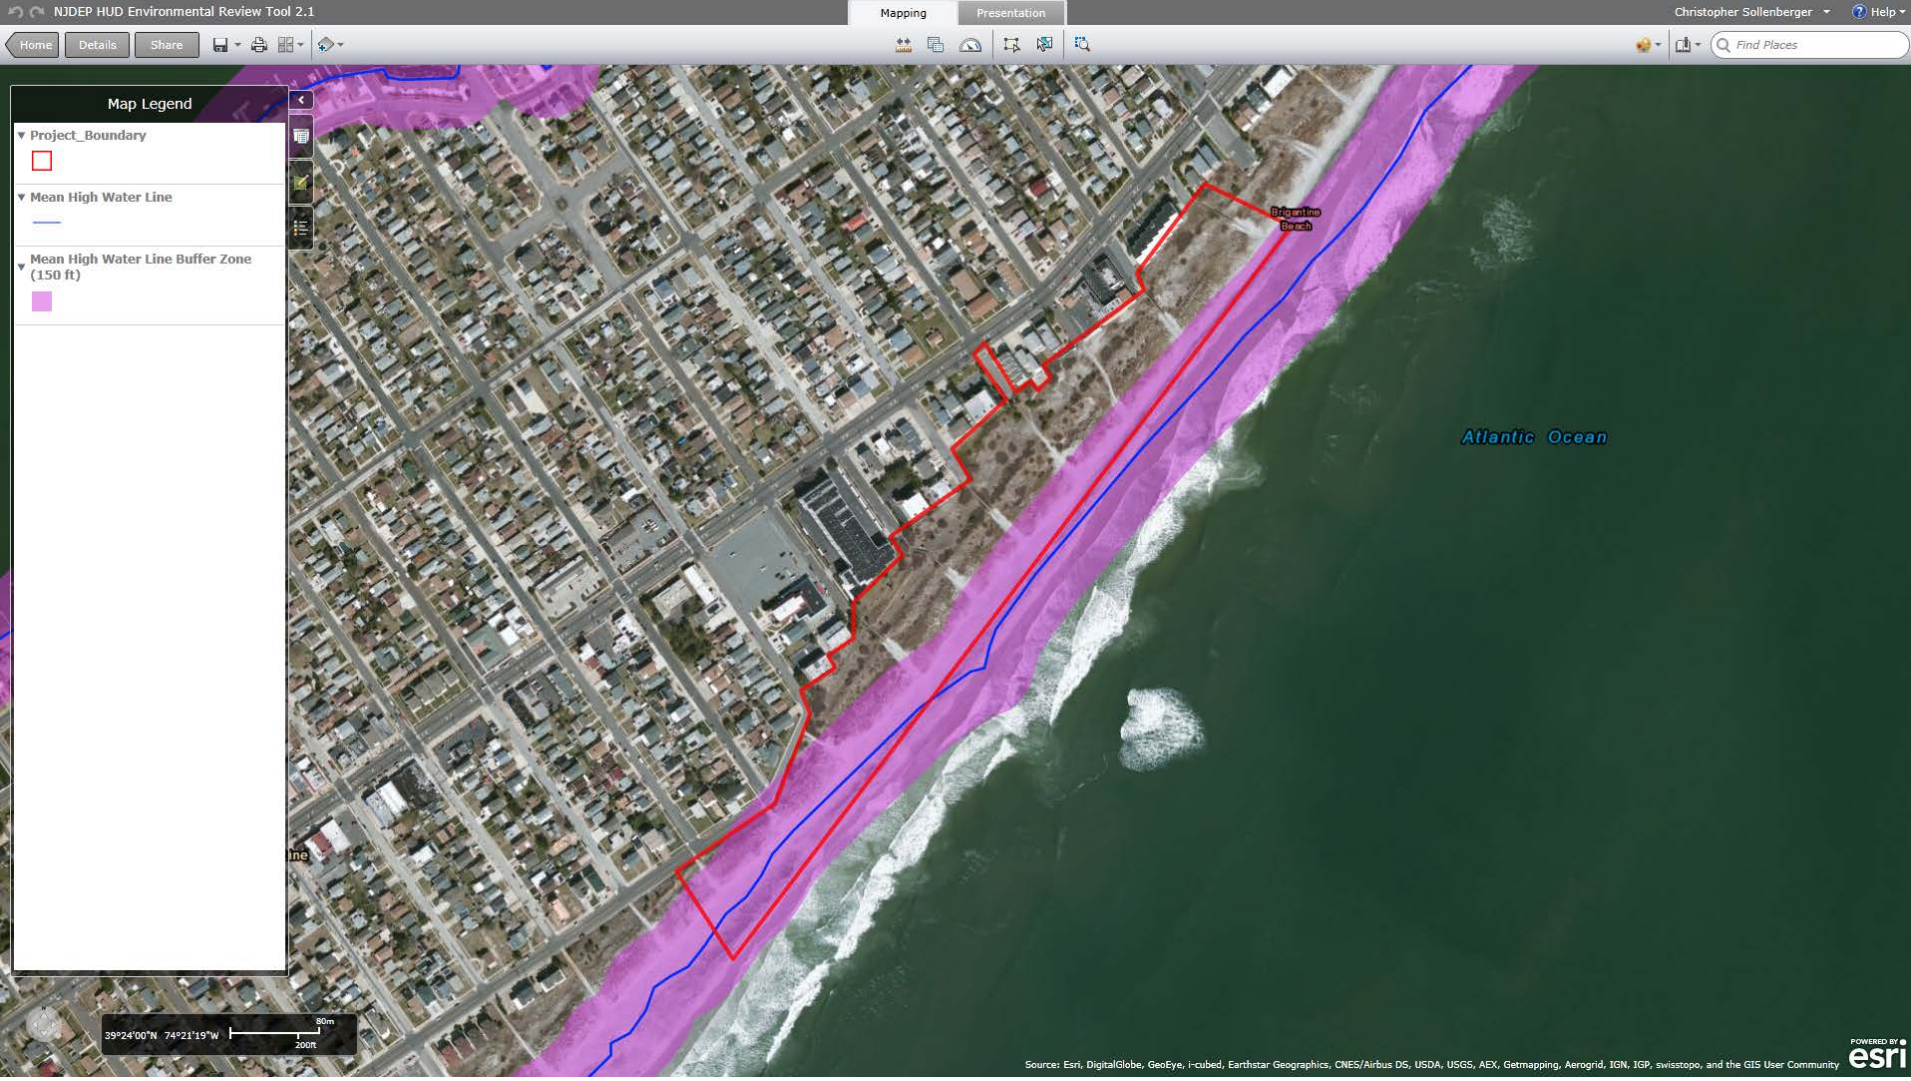 NJDEP HUD Environmental Review Tool 2.1
Mapping
Presentation
Christopher Sollenberger
Help
Home
Details
Share
Find Places
Map Legend
Project_Boundary
Mean High Water Line
Mean High Water Line Buffer Zone
(150 ft)
Brigantine
Beach
Atlantic Ocean
ine
39°24'00"N 74°21'19"W
80m
200ft
Source: Esri, DigitalGlobe, GeoEye, i-cubed, Earthstar Geographics, CNES/Airbus DS, USDA, USGS, AEX, Getmapping, Aerogrid, IGN, IGP, swisstopo, and the GIS User Community
POWERED BY
esri